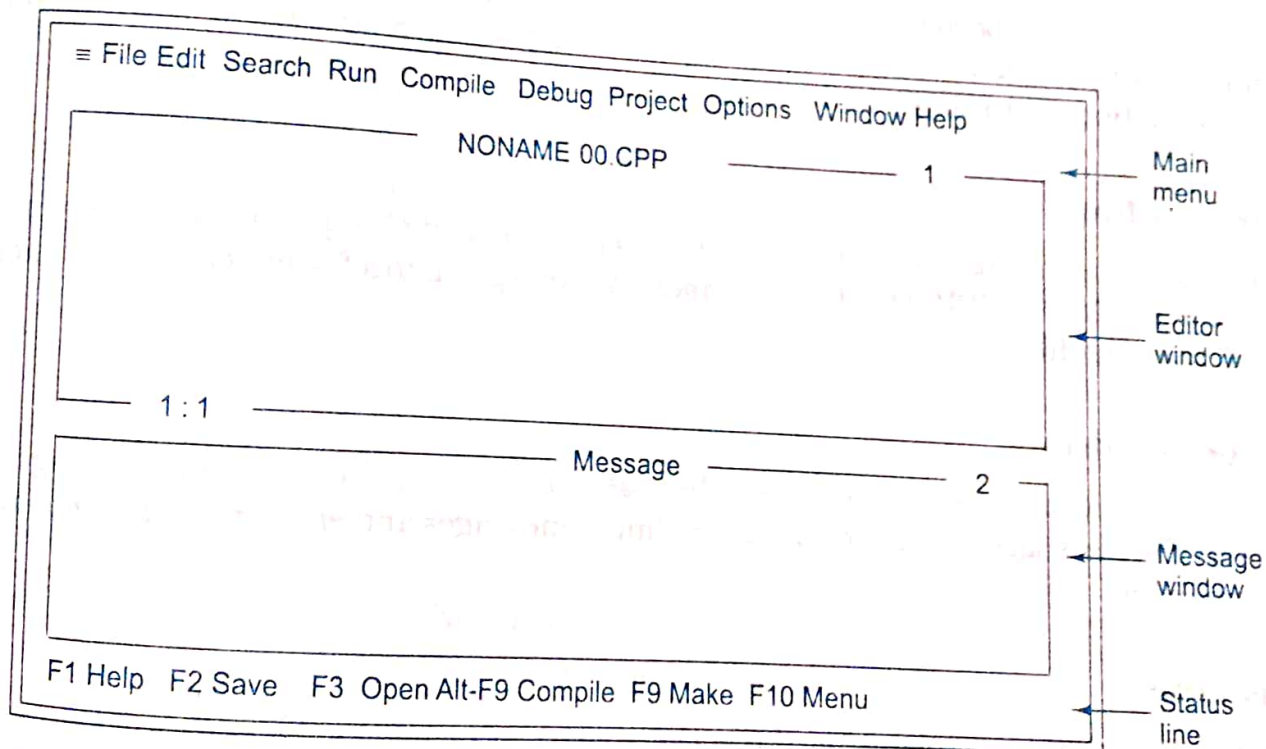 ≡ File Edit Search Run Compile Debug Project Options Window Help
NONAME 00.CPP
1
Main
menu
Editor
window
1 : 1
Message
2
Message
window
F1 Help F2 Save F3 Open Alt-F9 Compile F9 Make F10 Menu
Status
line